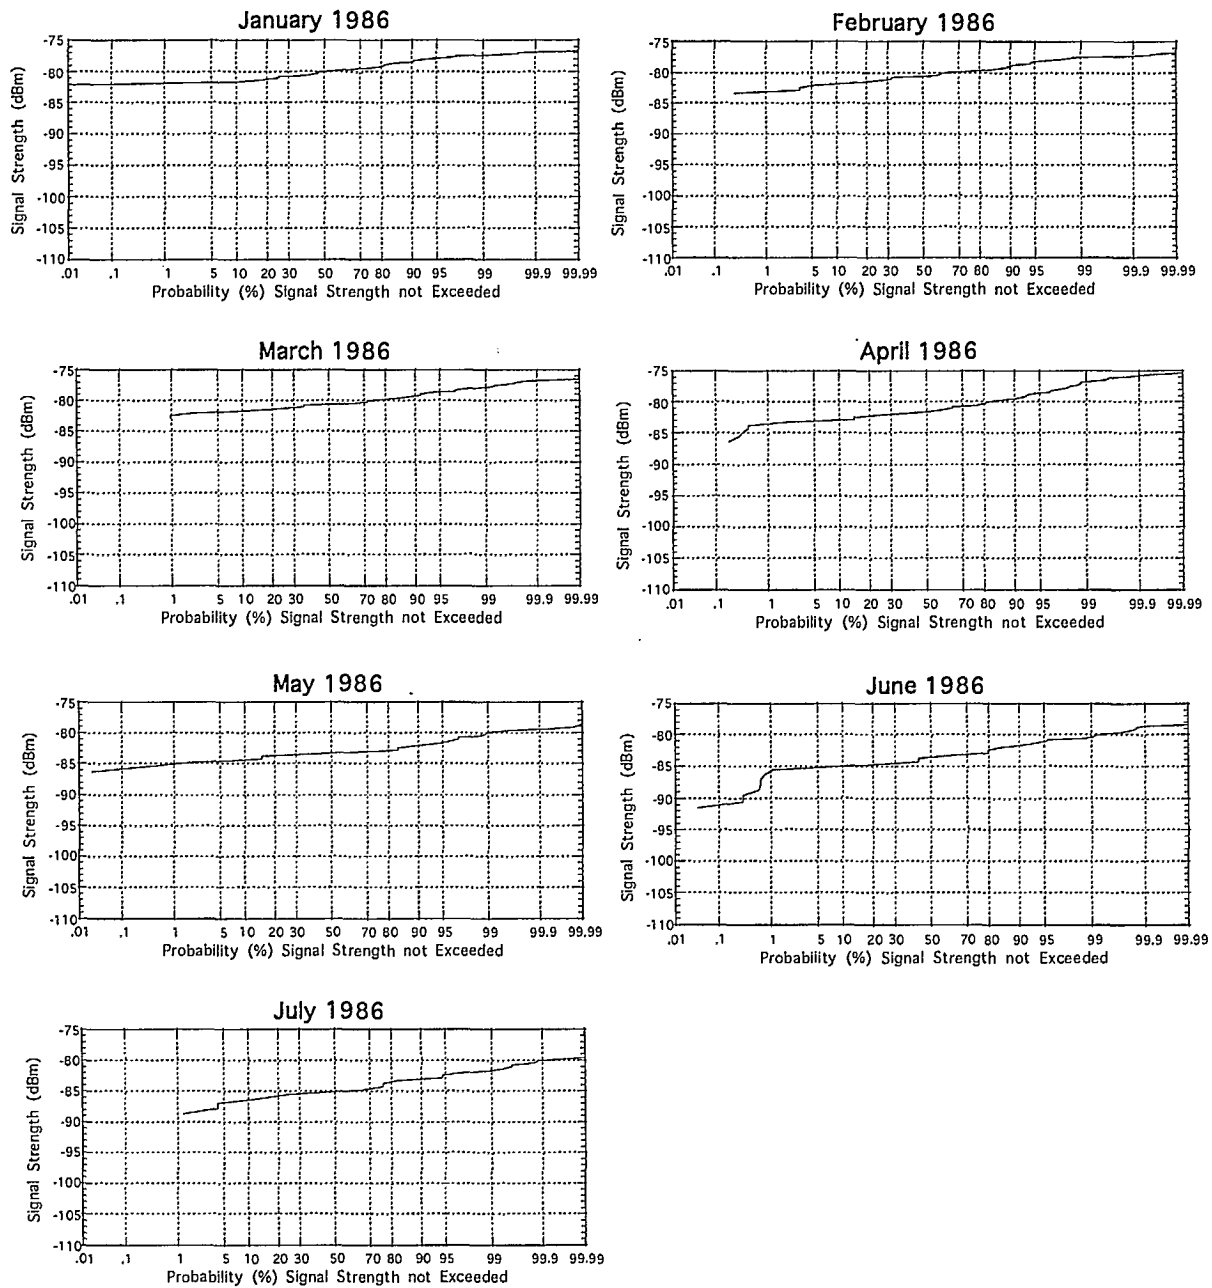 January 1986
-75
-80
-85
-90
-95
-100
-105
-110
Signal Strength (dBm)
.01 .1 1 5 10 20 30 50 70 80 90 95 99 99.9 99.99
Probability (%) Signal Strength not Exceeded
February 1986
-75
-80
-85
-90
-95
-100
-105
-110
Signal Strength (dBm)
.01 .1 1 5 10 20 30 50 70 80 90 95 99 99.9 99.99
Probability (%) Signal Strength not Exceeded
March 1986
-75
-80
-85
-90
-95
-100
-105
-110
Signal Strength (dBm)
.01 .1 1 5 10 20 30 50 70 80 90 95 99 99.9 99.99
Probability (%) Signal Strength not Exceeded
April 1986
-75
-80
-85
-90
-95
-100
-105
-110
Signal Strength (dBm)
.01 .1 1 5 10 20 30 50 70 80 90 95 99 99.9 99.99
Probability (%) Signal Strength not Exceeded
May 1986
-75
-80
-85
-90
-95
-100
-105
-110
Signal Strength (dBm)
.01 .1 1 5 10 20 30 50 70 80 90 95 99 99.9 99.99
Probability (%) Signal Strength not Exceeded
June 1986
-75
-80
-85
-90
-95
-100
-105
-110
Signal Strength (dBm)
.01 .1 1 5 10 20 30 50 70 80 90 95 99 99.9 99.99
Probability (%) Signal Strength not Exceeded
July 1986
-75
-80
-85
-90
-95
-100
-105
-110
Signal Strength (dBm)
.01 .1 1 5 10 20 30 50 70 80 90 95 99 99.9 99.99
Probability (%) Signal Strength not Exceeded